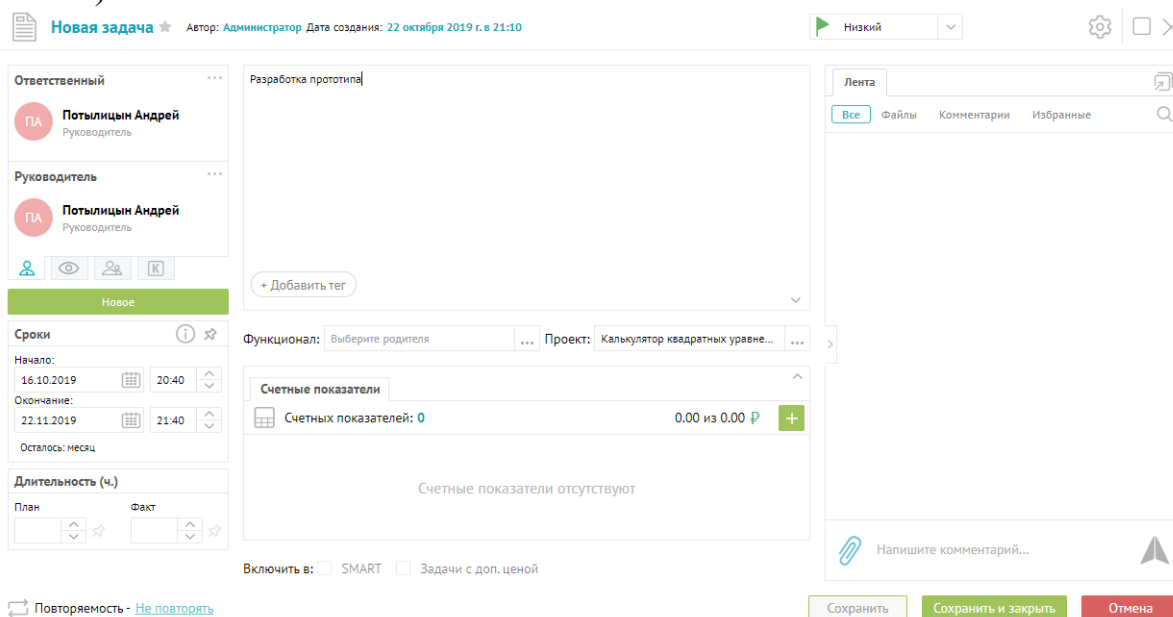 )
Новая задача Автор: Администратор Дата создания: 22 октября 2019 г. в 21:10
Низкий
Ответственный
ПА
Потылицын Андрей
Руководитель
Руководитель
ПА
Потылицын Андрей
Руководитель
К
Новое
Сроки
Начало:
16.10.2019 20:40
Окончание:
22.11.2019 21:40
Осталось: месяц
Длительность (ч.)
План Факт
Разработка прототипа
+ Добавить тег
Функционал: Выберите родителя ... Проект: Калькулятор квадратных уравне... ...
Счетные показатели
Счетных показателей: 0 0.00 из 0.00 ₽ +
Счетные показатели отсутствуют
Включить в: SMART Задачи с доп. ценой
Лента
Все Файлы Комментарии Избранные
Напишите комментарий...
Повторяемость - Не повторять
Сохранить Сохранить и закрыть Отмена